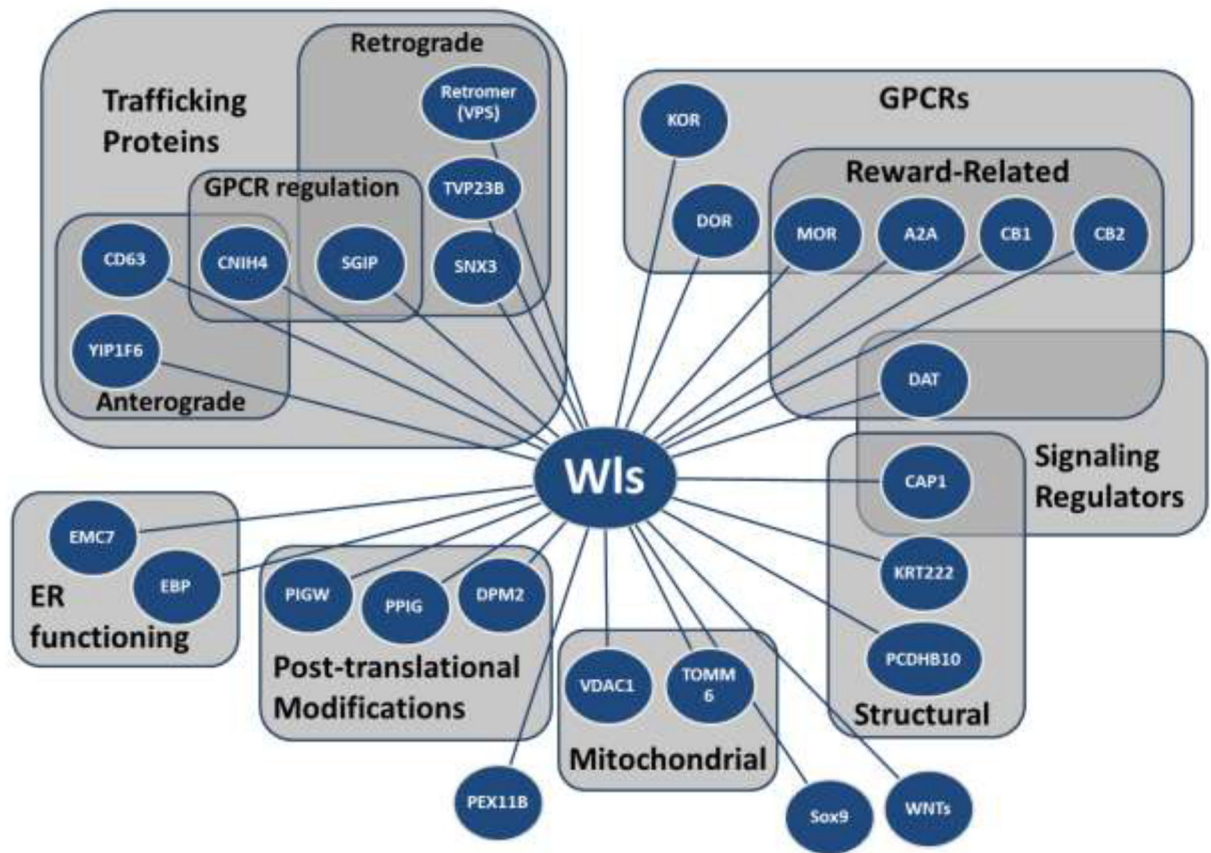 Retrograde
Trafficking
Proteins
Retromer
(VPS)
GPCR regulation
TVP23B
CD63
CNIH4
SGIP
SNX3
YIP1F6
Anterograde
GPCRs
KOR
Reward-Related
DOR
MOR
A2A
CB1
CB2
DAT
Signaling
Regulators
CAP1
KRT222
PCDHB10
Structural
Wls
EMC7
EBP
ER
functioning
PIGW
PPIG
DPM2
Post-translational
Modifications
VDAC1
TOMM
6
Mitochondrial
PEX11B
Sox9
WNTs